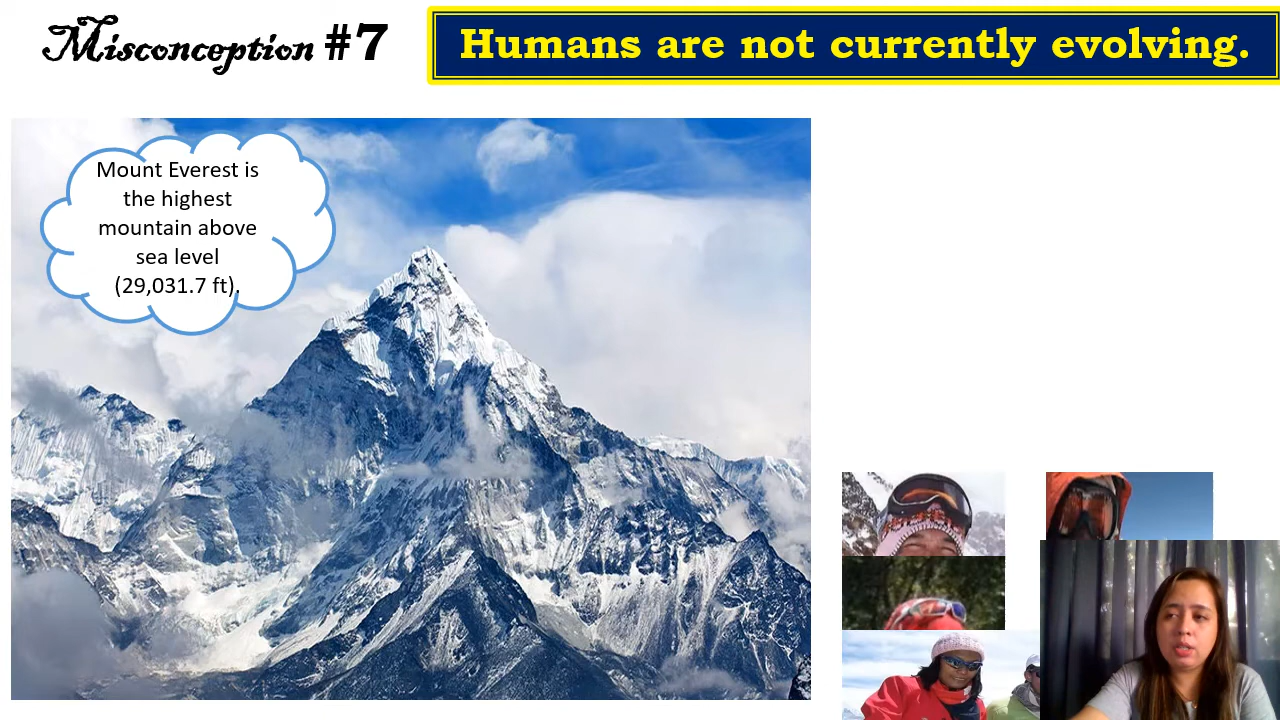 Misconception #7
Humans are not currently evolving.
Mount Everest is
the highest
mountain above
sea level
(29,031.7 ft).